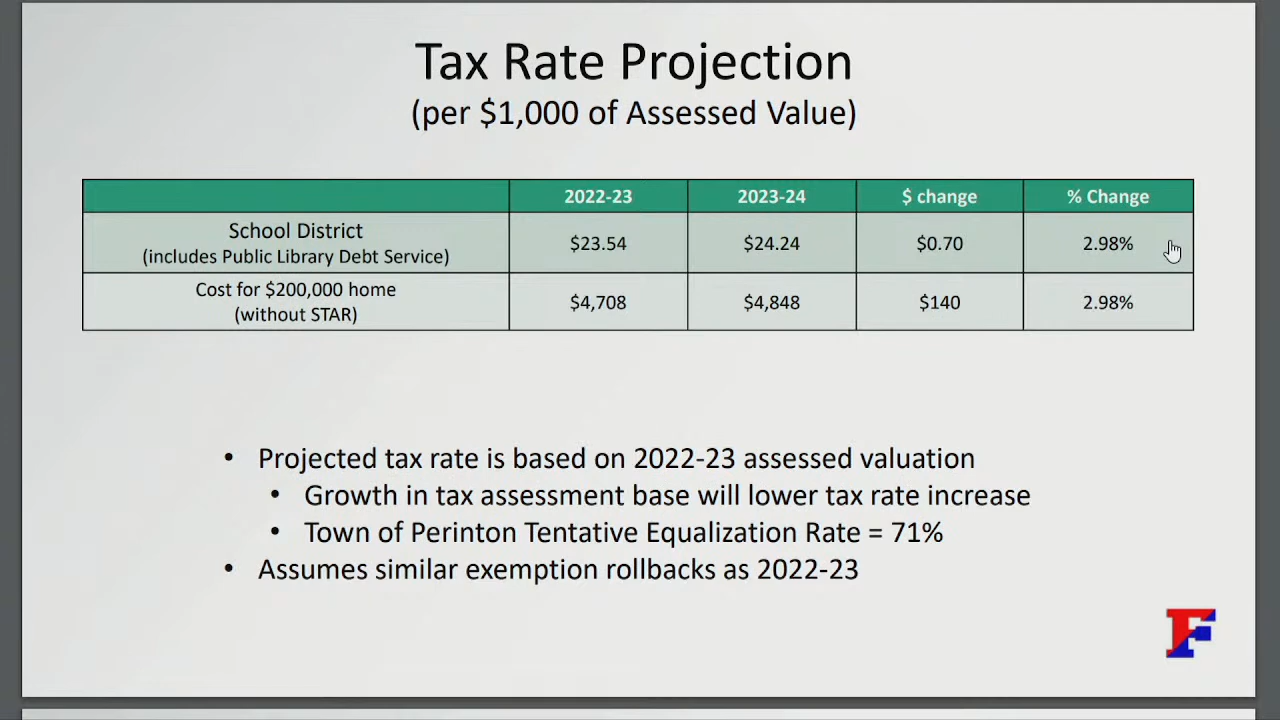 Tax Rate Projection
(per $1,000 of Assessed Value)
2022-23 2023-24 $ change % Change
School District
(includes Public Library Debt Service) $23.54 $24.24 $0.70 2.98%
Cost for $200,000 home
(without STAR) $4,708 $4,848 $140 2.98%
• Projected tax rate is based on 2022-23 assessed valuation
• Growth in tax assessment base will lower tax rate increase
• Town of Perinton Tentative Equalization Rate = 71%
• Assumes similar exemption rollbacks as 2022-23
F